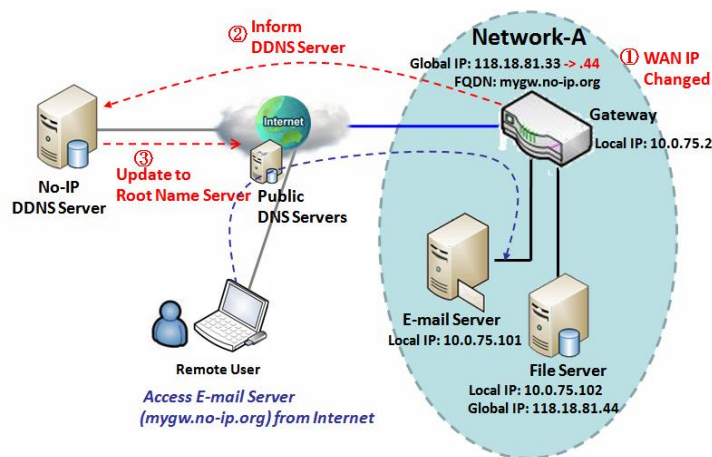 ② Inform
DDNS Server
Network-A
Global IP: 118.18.81.33 -> .44
FQDN: mygw.no-ip.org
① WAN IP
Changed
Gateway
Local IP: 10.0.75.2
Internet
No-IP
DDNS Server
③
Update to
Root Name Server
Public
DNS Servers
E-mail Server
Local IP: 10.0.75.101
Remote User
File Server
Local IP: 10.0.75.102
Global IP: 118.18.81.44
Access E-mail Server
(mygw.no-ip.org) from Internet